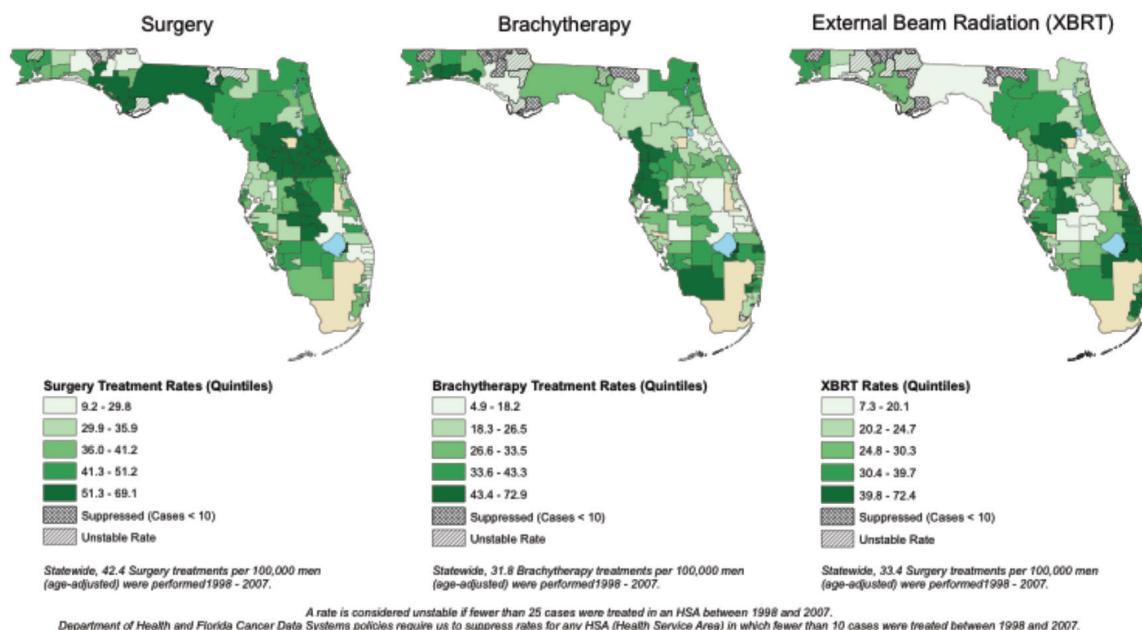 Surgery
Brachytherapy
External Beam Radiation (XBRT)
Surgery Treatment Rates (Quintiles)
9.2 - 29.8
29.9 - 35.9
36.0 - 41.2
41.3 - 51.2
51.3 - 69.1
Suppressed (Cases < 10)
Unstable Rate
Statewide, 42.4 Surgery treatments per 100,000 men
(age-adjusted) were performed1998 - 2007.
Brachytherapy Treatment Rates (Quintiles)
4.9 - 18.2
18.3 - 26.5
26.6 - 33.5
33.6 - 43.3
43.4 - 72.9
Suppressed (Cases < 10)
Unstable Rate
Statewide, 31.8 Brachytherapy treatments per 100,000 men
(age-adjusted) were performed1998 - 2007.
XBRT Rates (Quintiles)
7.3 - 20.1
20.2 - 24.7
24.8 - 30.3
30.4 - 39.7
39.8 - 72.4
Suppressed (Cases < 10)
Unstable Rate
Statewide, 33.4 Surgery treatments per 100,000 men
(age-adjusted) were performed1998 - 2007.
A rate is considered unstable if fewer than 25 cases were treated in an HSA between 1998 and 2007.
Department of Health and Florida Cancer Data Systems policies require us to suppress rates for any HSA (Health Service Area) in which fewer than 10 cases were treated between 1998 and 2007.